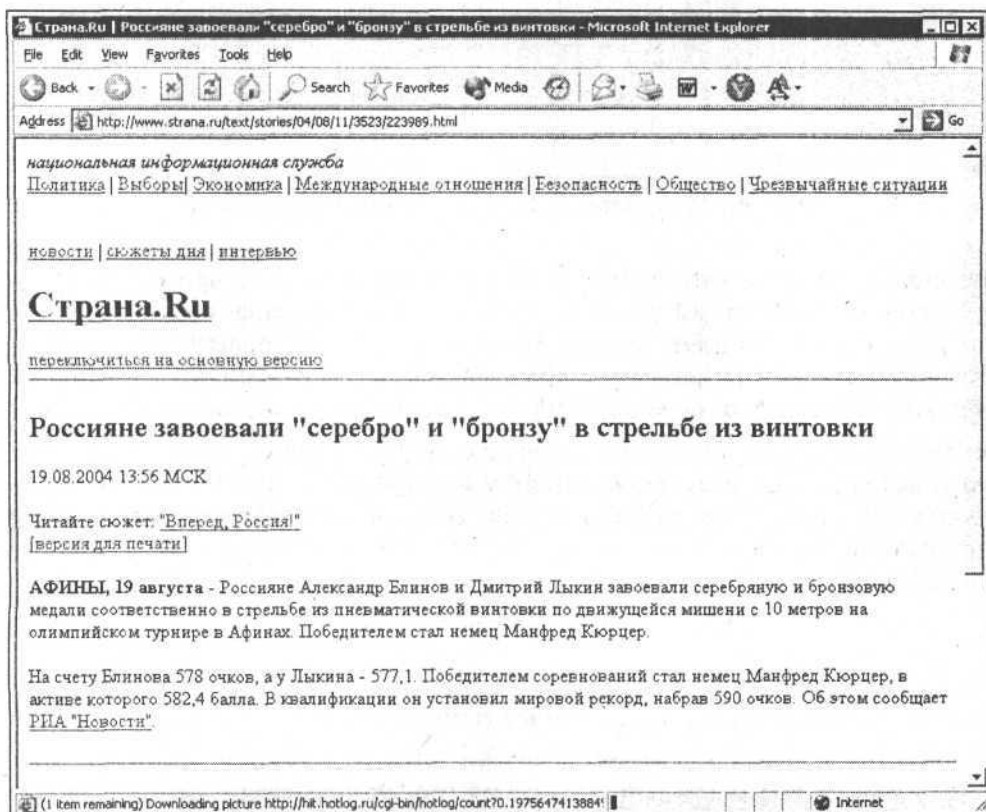 Страна.Ru | Россияне завоевали "серебро" и "бронзу" в стрельбе из винтовки - Microsoft Internet Explorer
File Edit View Favorites Tools Help
Back Search Favorites Media
Address http://www.strana.ru/text/stories/04/08/11/3523/223989.html Go
национальная информационная служба
Политика | Выборы| Экономика | Международные отношения | Безопасность | Общество | Чрезвычайные ситуации
новости | сюжеты дня | интервью
Страна.Ru
переключиться на основную версию
Россияне завоевали "серебро" и "бронзу" в стрельбе из винтовки
19.08.2004 13:56 МСК
Читайте сюжет: "Вперед, Россия!"
[версия для печати]
АФИНЫ, 19 августа - Россияне Александр Блинов и Дмитрий Лыкин завоевали серебряную и бронзовую
медали соответственно в стрельбе из пневматической винтовки по движущейся мишени с 10 метров на
олимпийском турнире в Афинах. Победителем стал немец Манфред Кюрцер.
На счету Блинова 578 очков, а у Лыкина - 577,1. Победителем соревнований стал немец Манфред Кюрцер, в
активе которого 582,4 балла. В квалификации он установил мировой рекорд, набрав 590 очков. Об этом сообщает
РИА "Новости".
(1 item remaining) Downloading picture http://hit.hotlog.ru/cgi-bin/hotlog/count?0.1975647413884 Internet